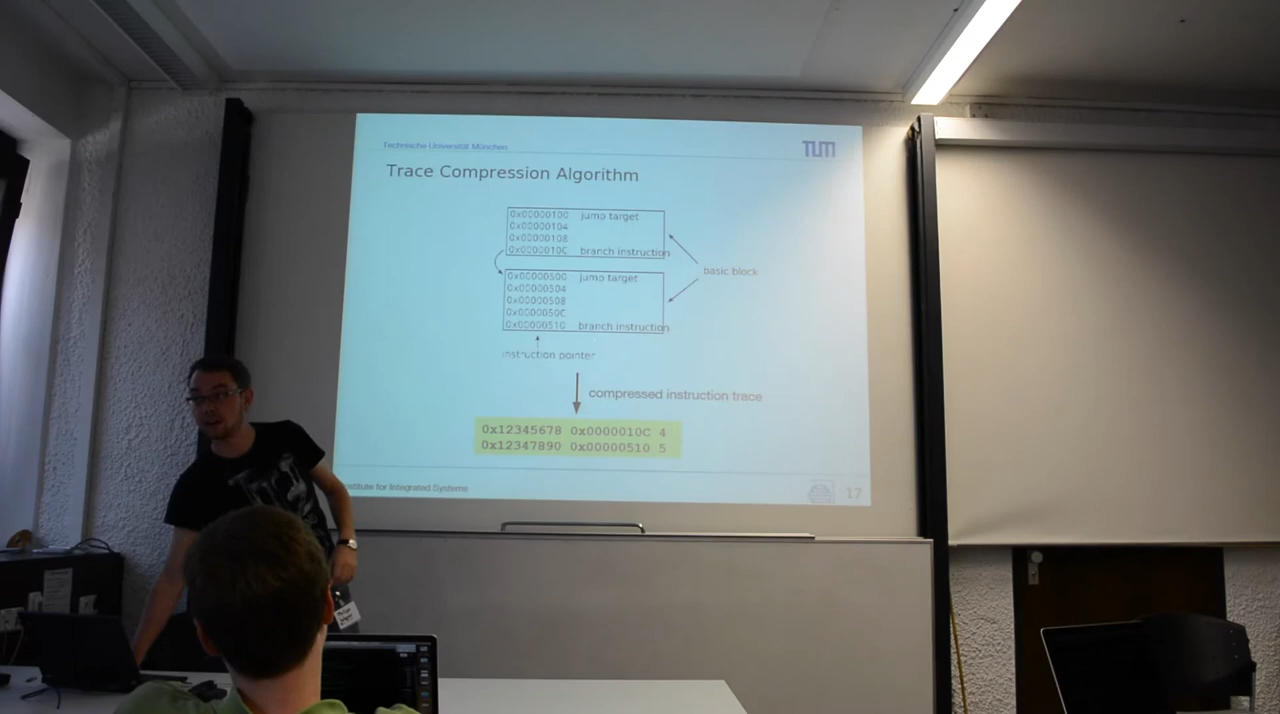 Technische Universität München
TUM
Trace Compression Algorithm
0x00000100 jump target
0x00000104
0x00000108
0x0000010C branch instruction
basic block
0x00000500 jump target
0x00000504
0x00000508
0x0000050C
0x00000510 branch instruction
instruction pointer
compressed instruction trace
0x12345678 0x0000010C 4
0x12347890 0x00000510 5
Institute for Integrated Systems
17